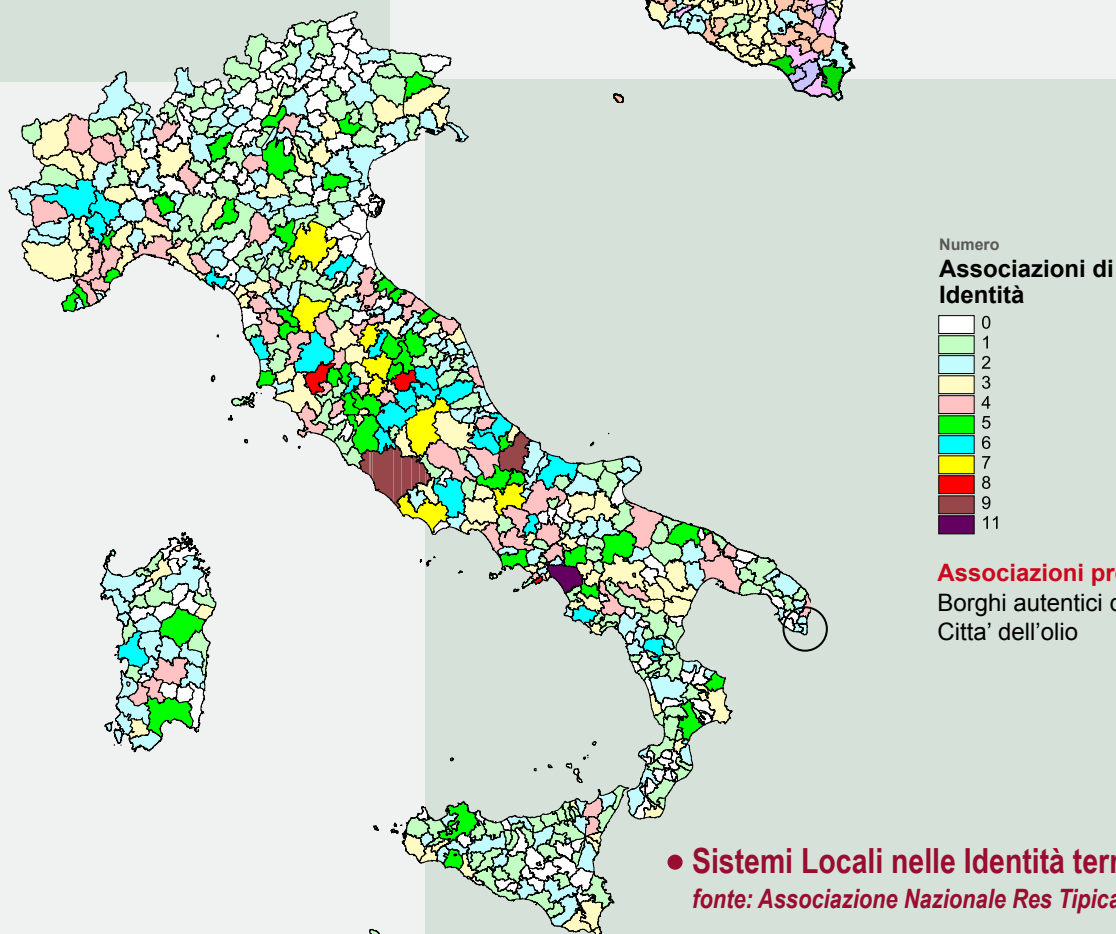 Numero
Associazioni di
Identità
0
1
2
3
4
5
6
7
8
9
11
Associazioni pr
Borghi autentici
Citta' dell'olio
• Sistemi Locali nelle Identità ter
fonte: Associazione Nazionale Res Tipica